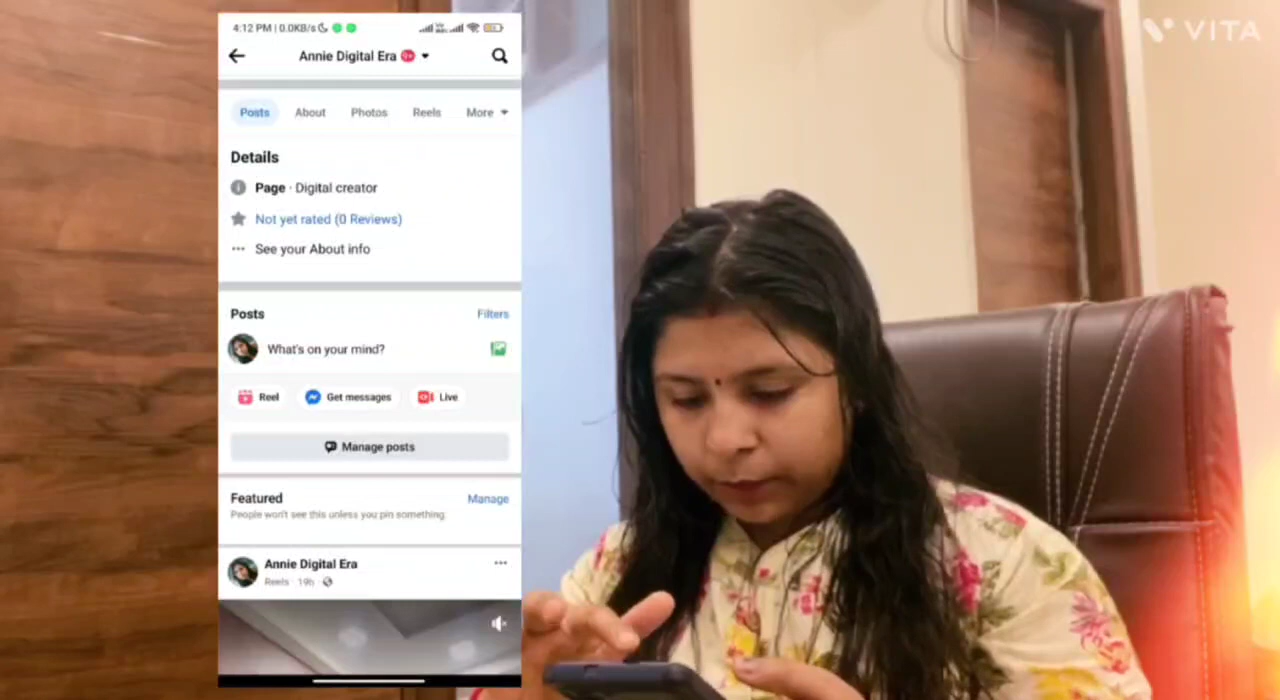 4:12 PM | 0.0KB/s
Annie Digital Era 9+
Posts About Photos Reels More
Details
Page · Digital creator
Not yet rated (0 Reviews)
See your About info
Posts Filters
What's on your mind?
Reel Get messages Live
Manage posts
Featured Manage
People won't see this unless you pin something.
Annie Digital Era
Reels · 19h ·
VITA